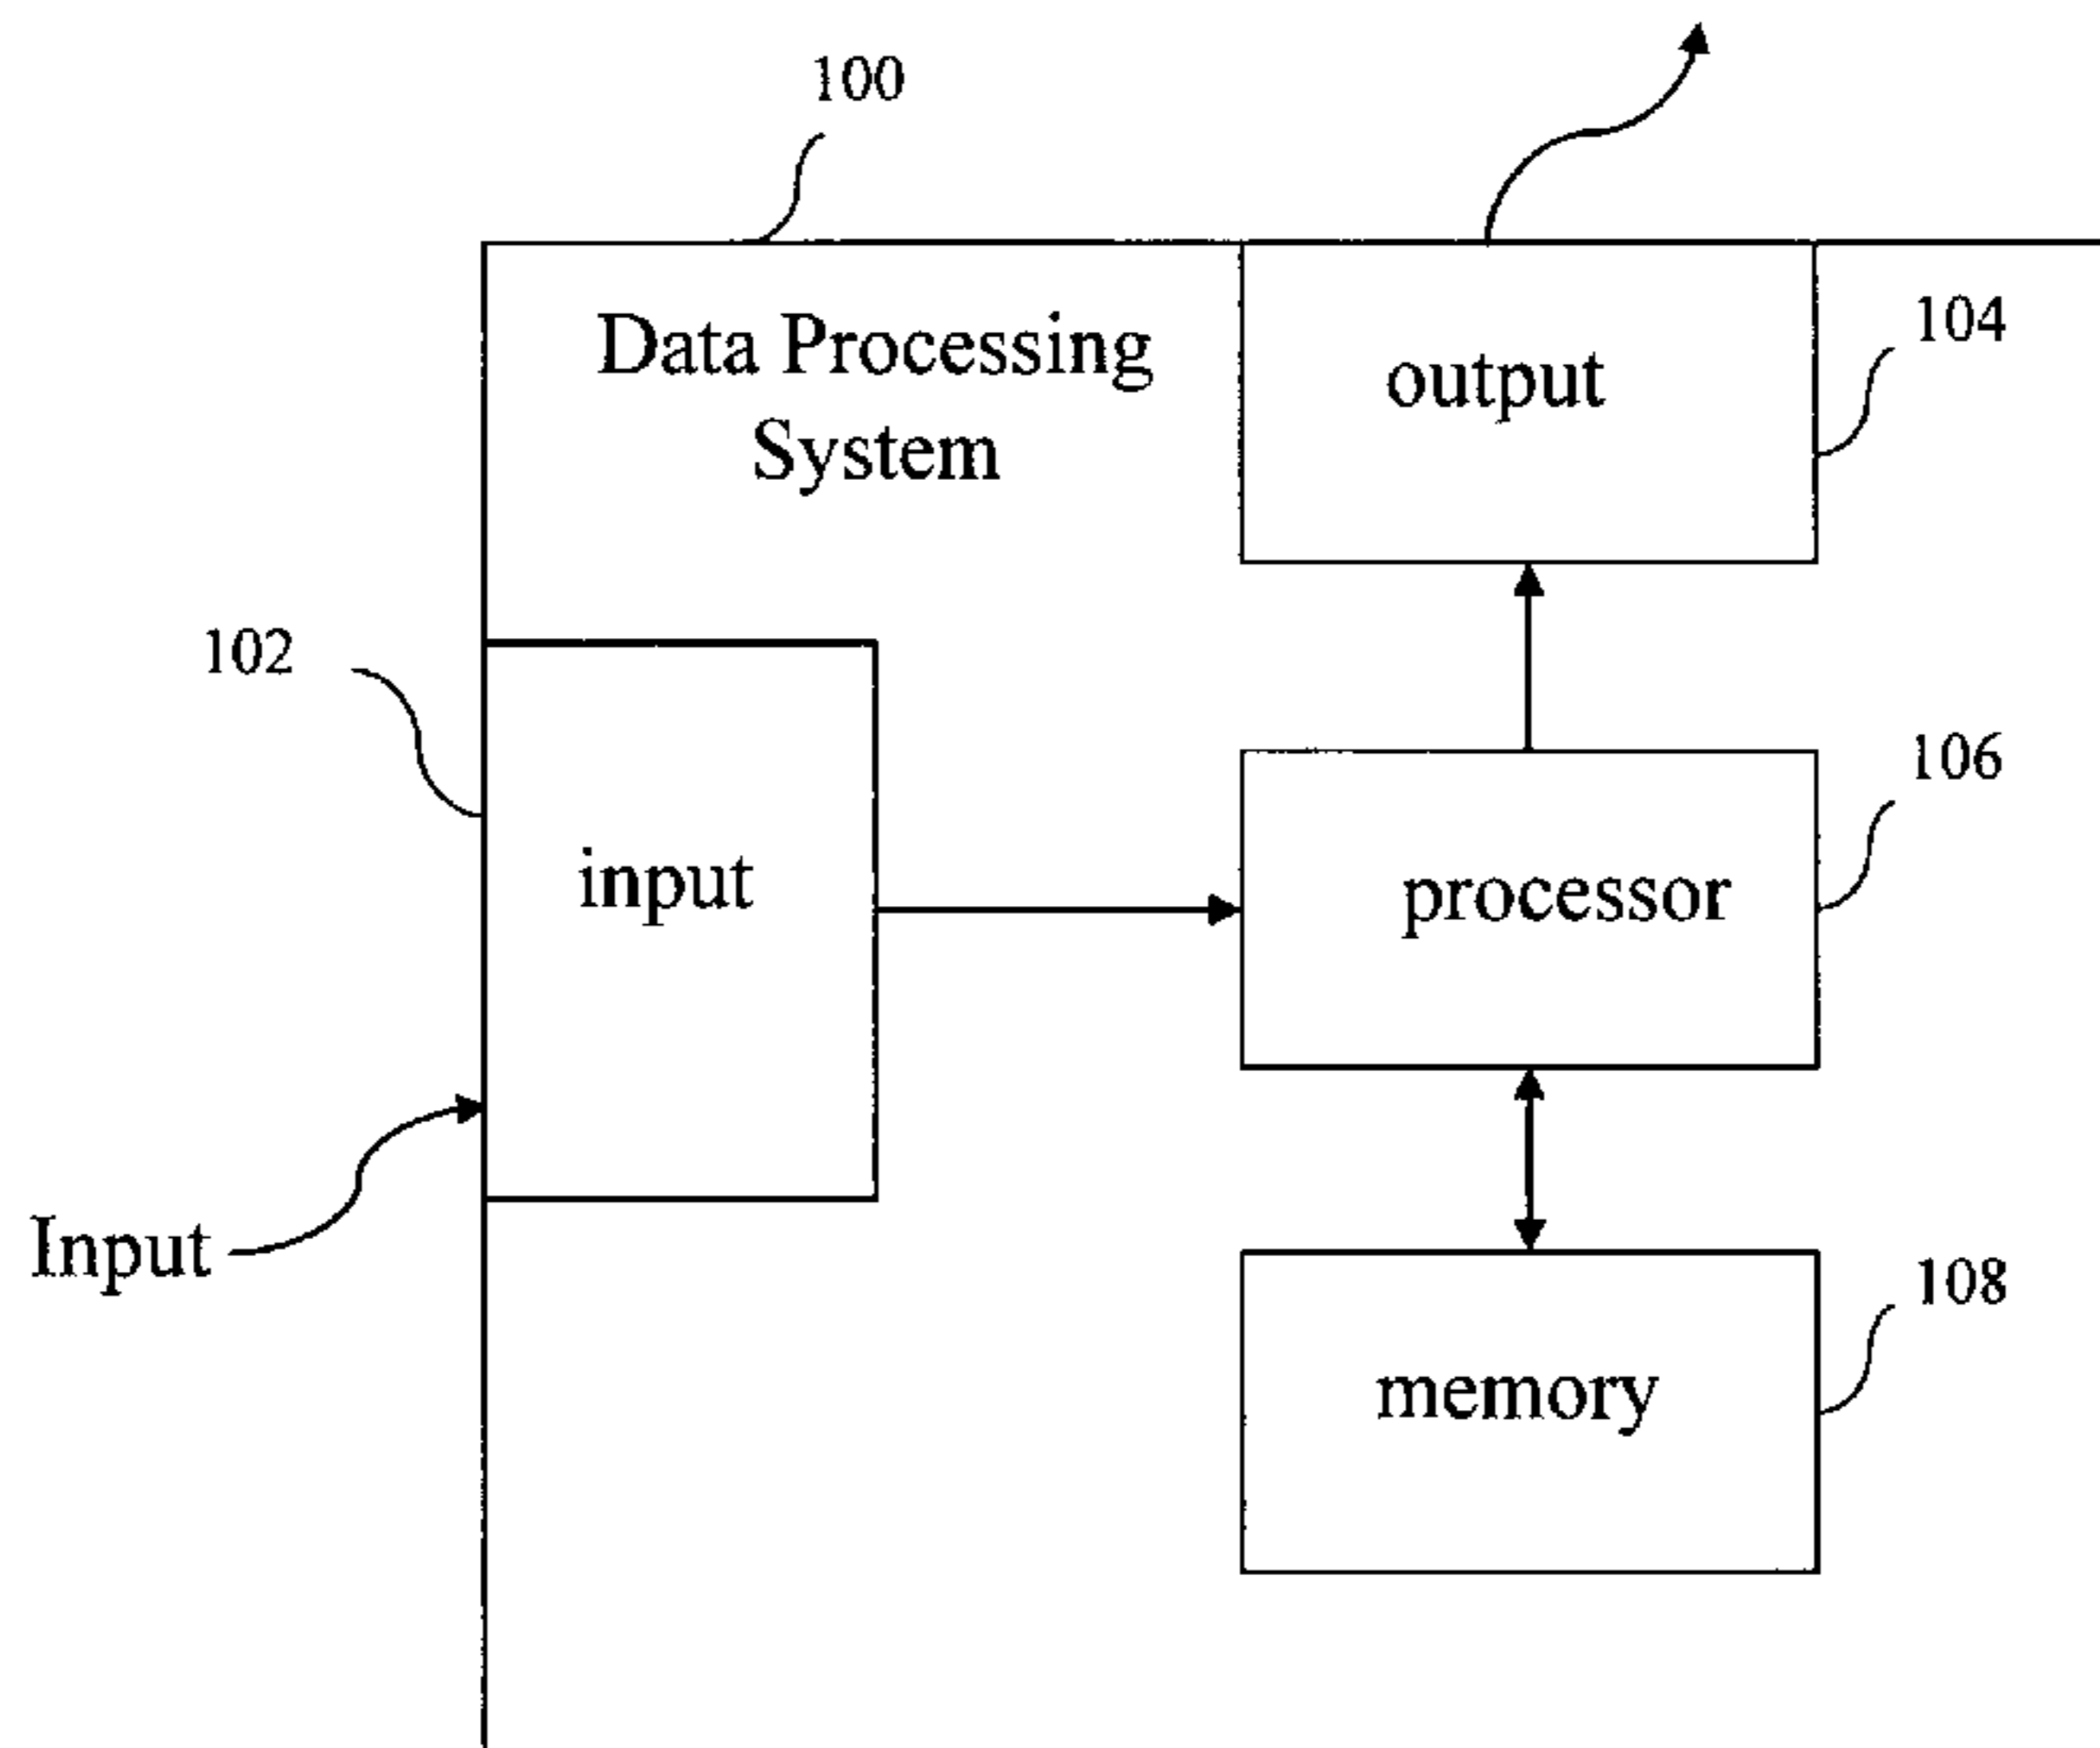 100
Data Processing
System
output
104
102
input
processor
106
Input
memory
108